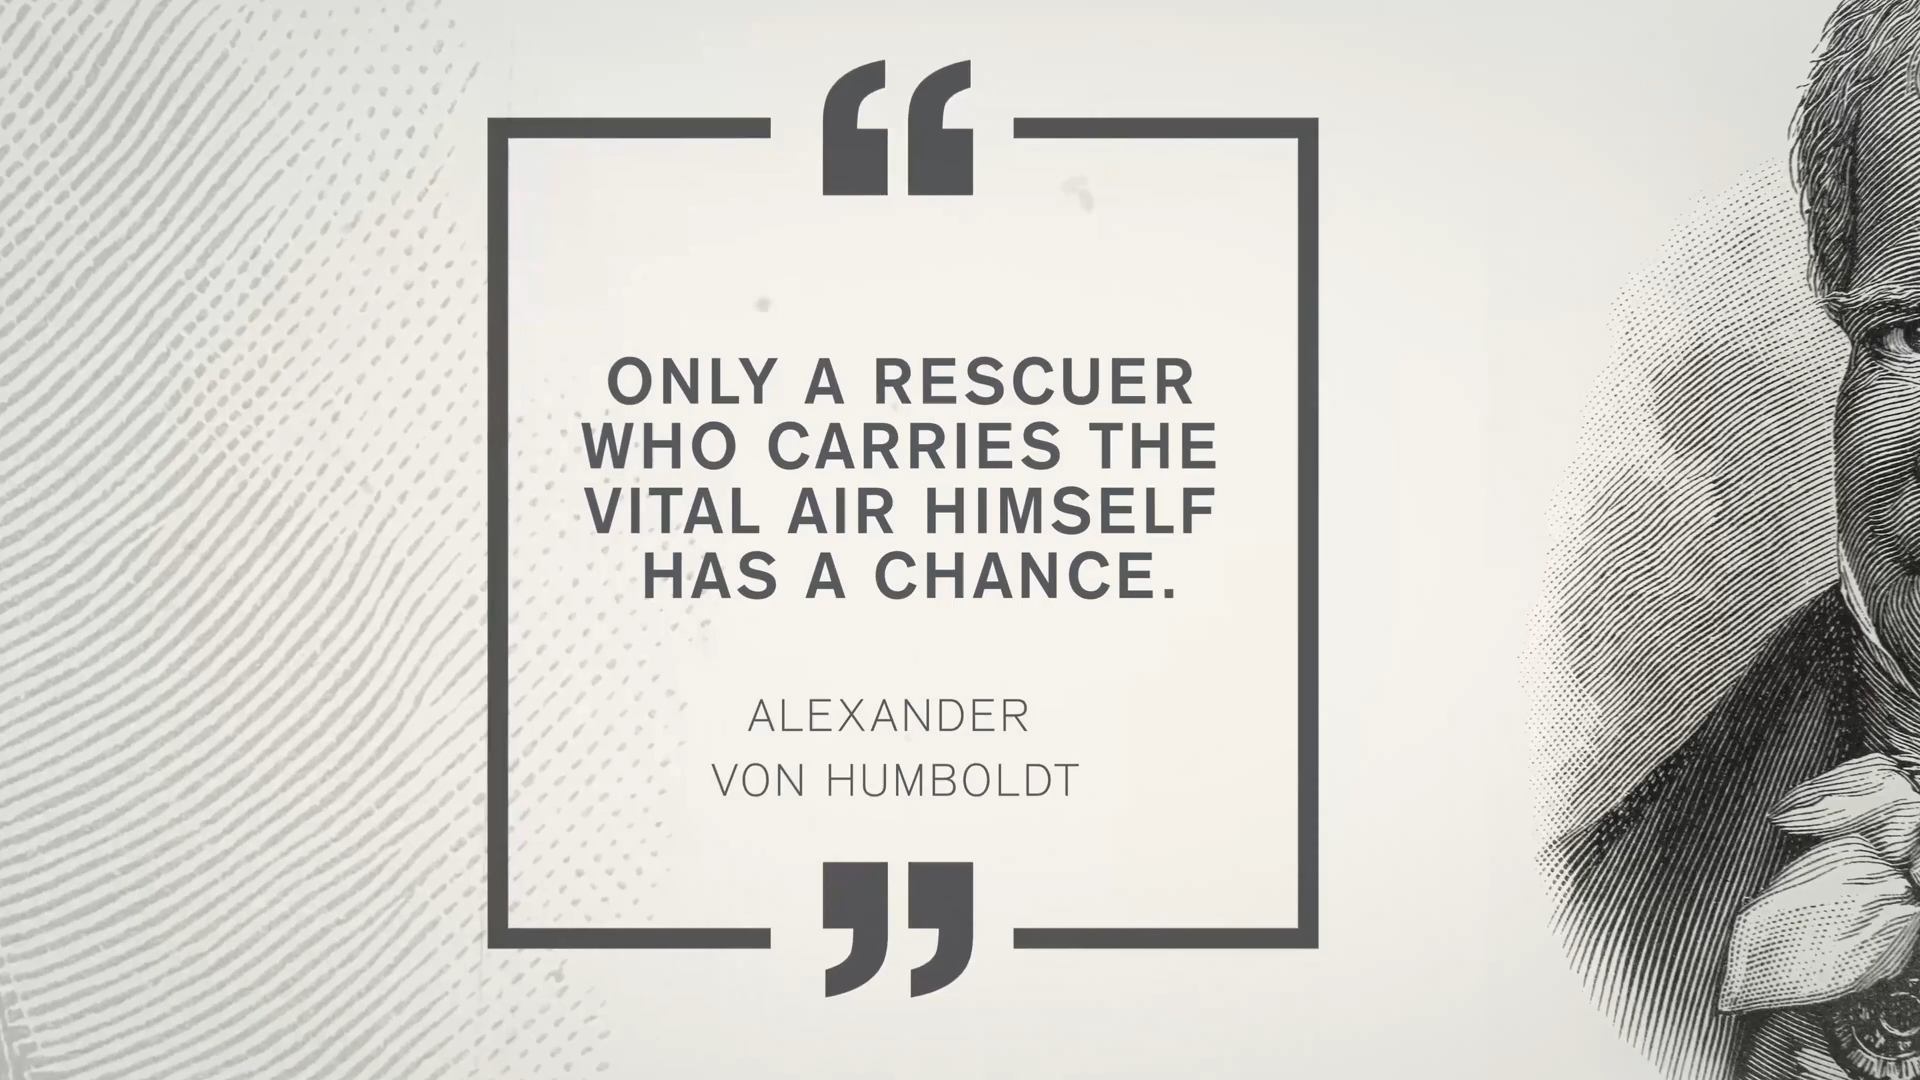 “
ONLY A RESCUER
WHO CARRIES THE
VITAL AIR HIMSELF
HAS A CHANCE.
ALEXANDER
VON HUMBOLDT
”